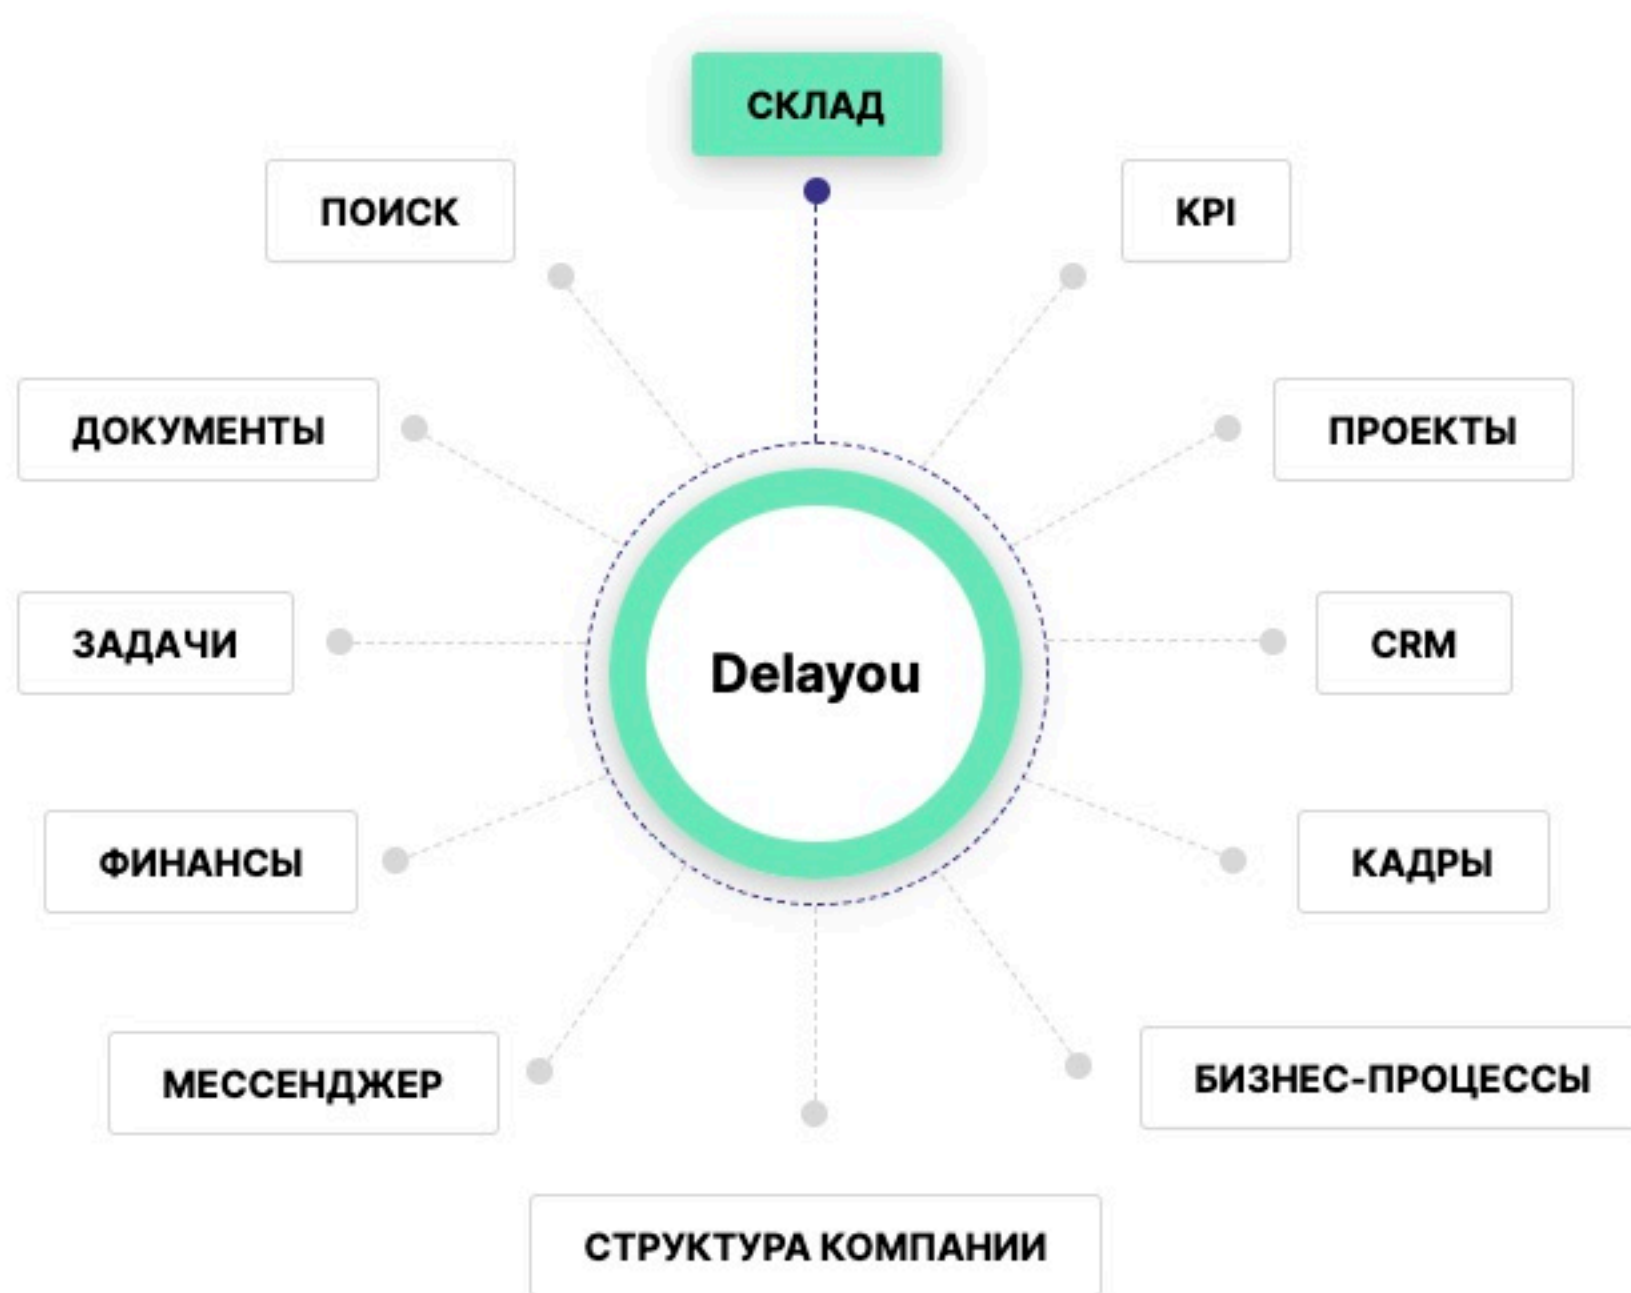 СКЛАД
ПОИСК
KPI
ДОКУМЕНТЫ
ПРОЕКТЫ
ЗАДАЧИ
CRM
Delayou
ФИНАНСЫ
КАДРЫ
МЕССЕНДЖЕР
БИЗНЕС-ПРОЦЕССЫ
СТРУКТУРА КОМПАНИИ